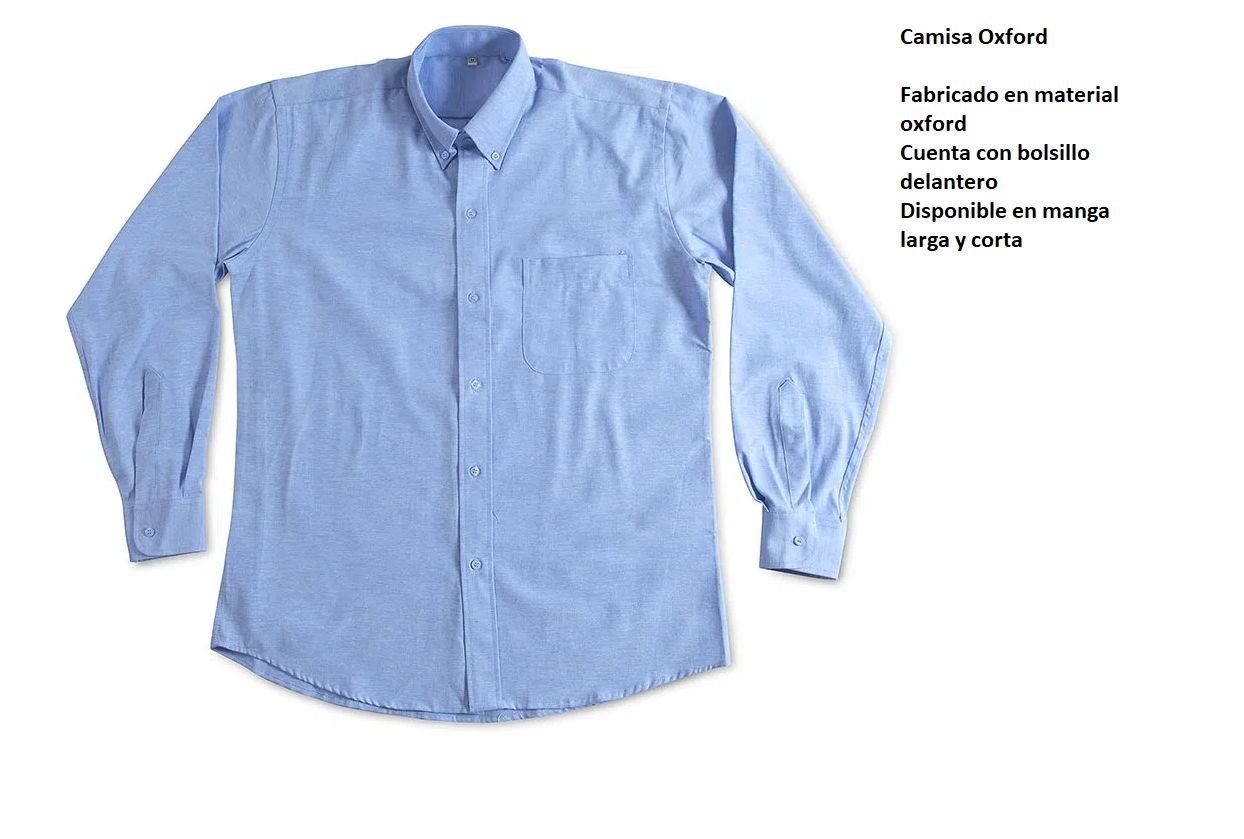 Camisa Oxford
Fabricado en material
oxford
Cuenta con bolsillo
delantero
Disponible en manga
larga y corta